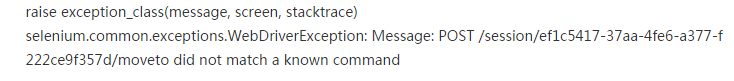 raise exception_class(message, screen, stacktrace)
selenium.common.exceptions.WebDriverException: Message: POST /session/ef1c5417-37aa-4fe6-a377-f
222ce9f357d/moveto did not match a known command